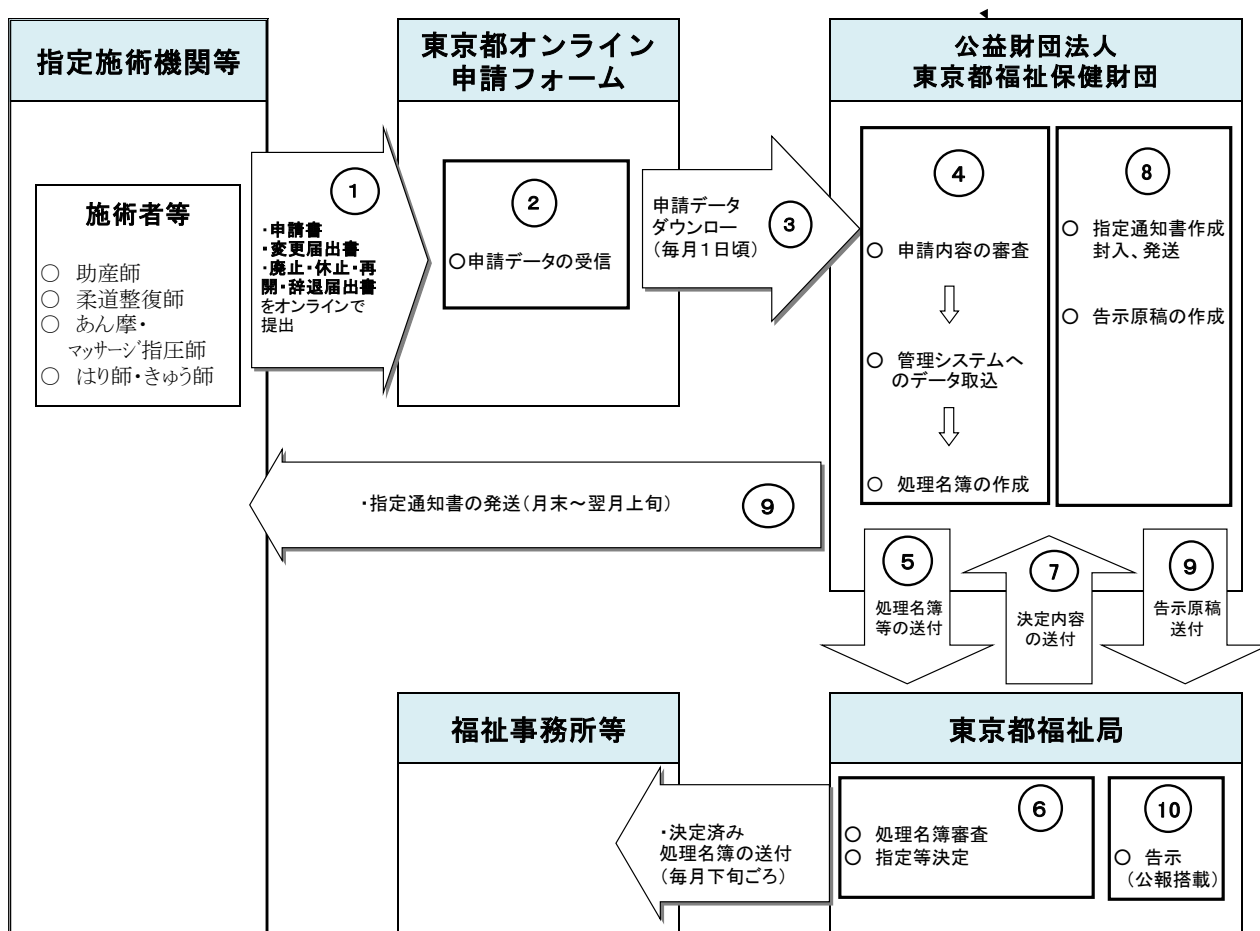 指定施術機関等
施術者等
○ 助産師
○ 柔道整復師
○ あん摩・
マッサージ指圧師
○ はり師・きゅう師
①
・申請書
・変更届出書
・廃止・休止・再
開・辞退届出書
をオンラインで
提出
東京都オンライン
申請フォーム
②
○申請データの受信
申請データ
ダウンロー
(毎月1日頃)
③
公益財団法人
東京都福祉保健財団
④
○ 申請内容の審査
○ 管理システムへ
のデータ取込
○ 処理名簿の作成
⑧
○ 指定通知書作成
封入、発送
○ 告示原稿の作成
・指定通知書の発送(月末～翌月上旬)
⑨
⑤
処理名簿
等の送付
⑦
決定内容
の送付
⑨
告示原稿
送付
福祉事務所等
・決定済み
処理名簿の送付
(毎月下旬ごろ)
東京都福祉局
⑥
○ 処理名簿審査
○ 指定等決定
⑩
○ 告示
(公報搭載)